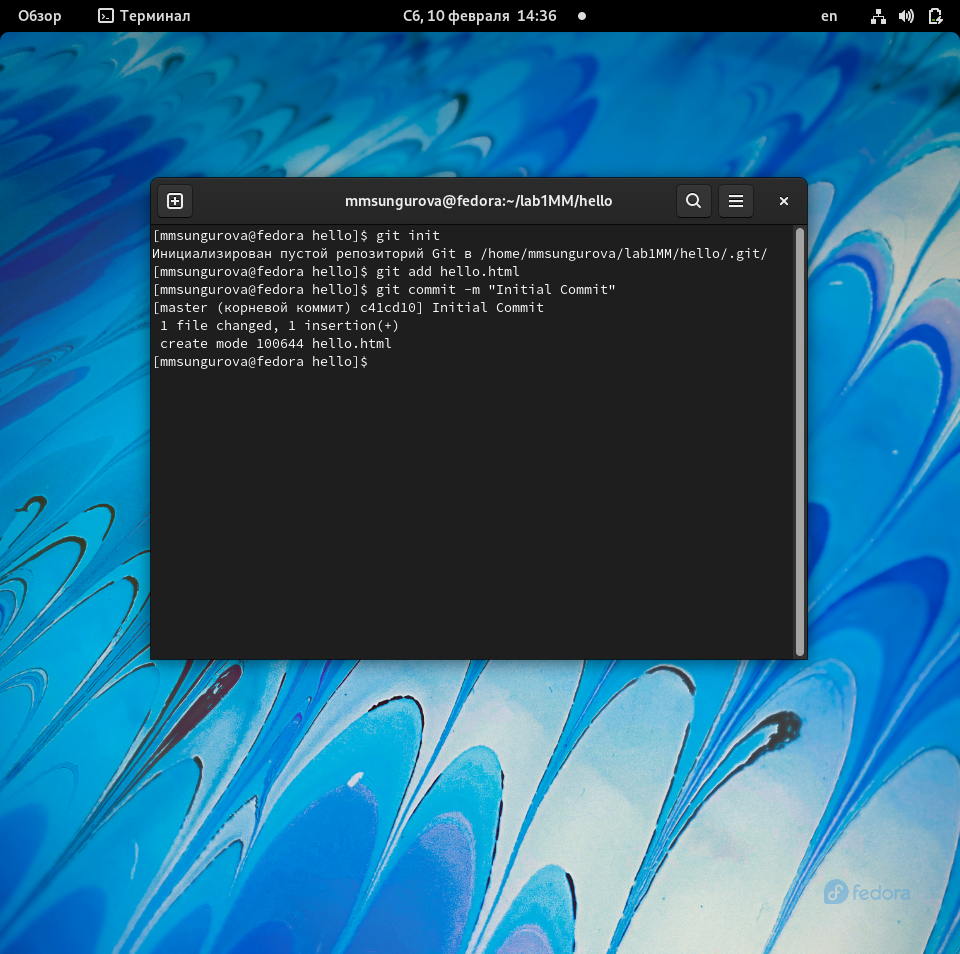 Обзор Терминал Сб, 10 февраля 14:36 en
mmsungurova@fedora:~/lab1MM/hello
[mmsungurova@fedora hello]$ git init
Инициализирован пустой репозиторий Git в /home/mmsungurova/lab1MM/hello/.git/
[mmsungurova@fedora hello]$ git add hello.html
[mmsungurova@fedora hello]$ git commit -m "Initial Commit"
[master (корневой коммит) c41cd10] Initial Commit
 1 file changed, 1 insertion(+)
 create mode 100644 hello.html
[mmsungurova@fedora hello]$
fedora